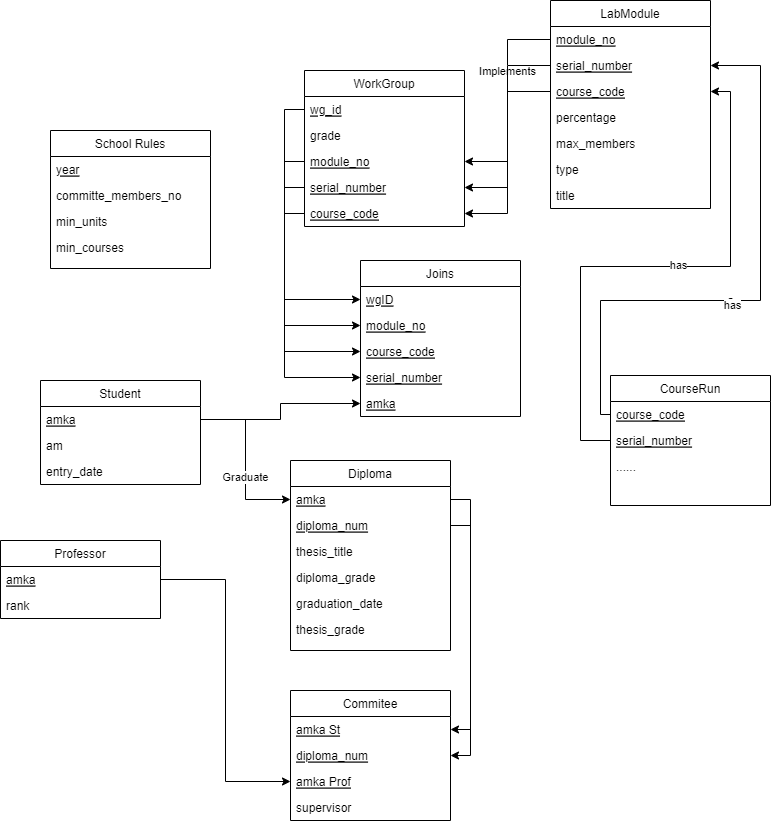 LabModule
module_no
serial_number
course_code
percentage
max_members
type
title
Implements
WorkGroup
wg_id
grade
module_no
serial_number
course_code
School Rules
year
committe_members_no
min_units
min_courses
has
has
Joins
wgID
module_no
course_code
serial_number
amka
Student
amka
am
entry_date
CourseRun
course_code
serial_number
......
Graduate
Diploma
amka
diploma_num
thesis_title
diploma_grade
graduation_date
thesis_grade
Professor
amka
rank
Commitee
amka St
diploma_num
amka Prof
supervisor